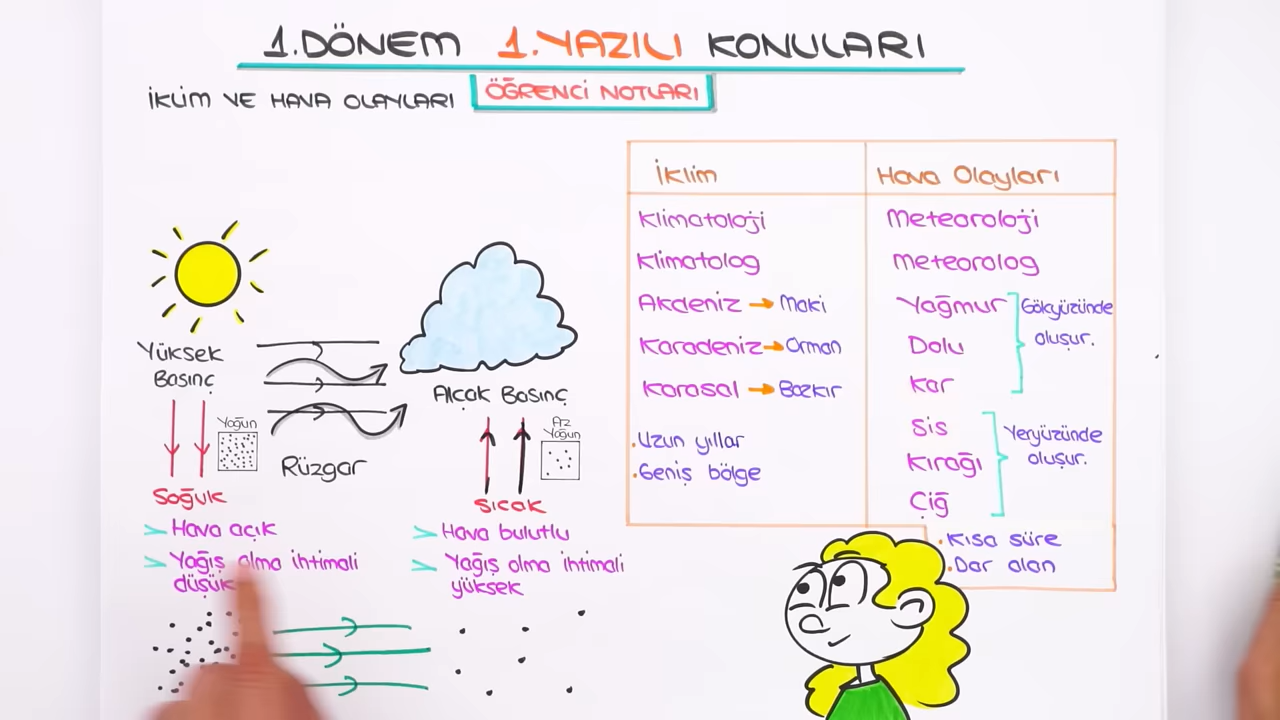 1.DÖNEM 1.YAZILI KONULARI
İKLİM VE HAVA OLAYLARI
ÖĞRENCİ NOTLARI
Yüksek
Basınç
Yoğun
Soğuk
Hava açık
Yağış olma ihtimali
düşük
Rüzgar
Alçak Basınç
Az
Yoğun
Sıcak
Hava bulutlu
Yağış olma ihtimali
yüksek
İklim
Klimatoloji
Klimatolog
Akdeniz → Maki
Karadeniz → Orman
Karasal → Bozkır
.Uzun yıllar
.Geniş bölge
Hava Olayları
Meteoroloji
Meteorolog
Yağmur
Dolu
Kar
Gökyüzünde
oluşur.
Sis
Kırağı
Çiğ
Yeryüzünde
oluşur.
.Kısa süre
.Dar alan